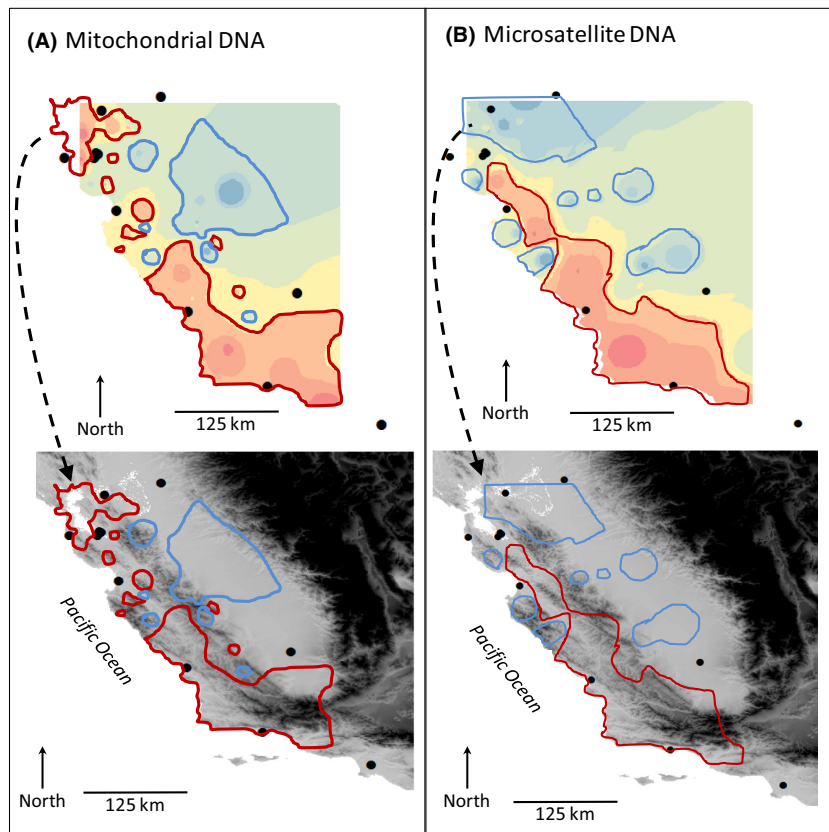 (A) Mitochondrial DNA
North
125 km
Pacific Ocean
North
125 km
(B) Microsatellite DNA
North
125 km
Pacific Ocean
North
125 km